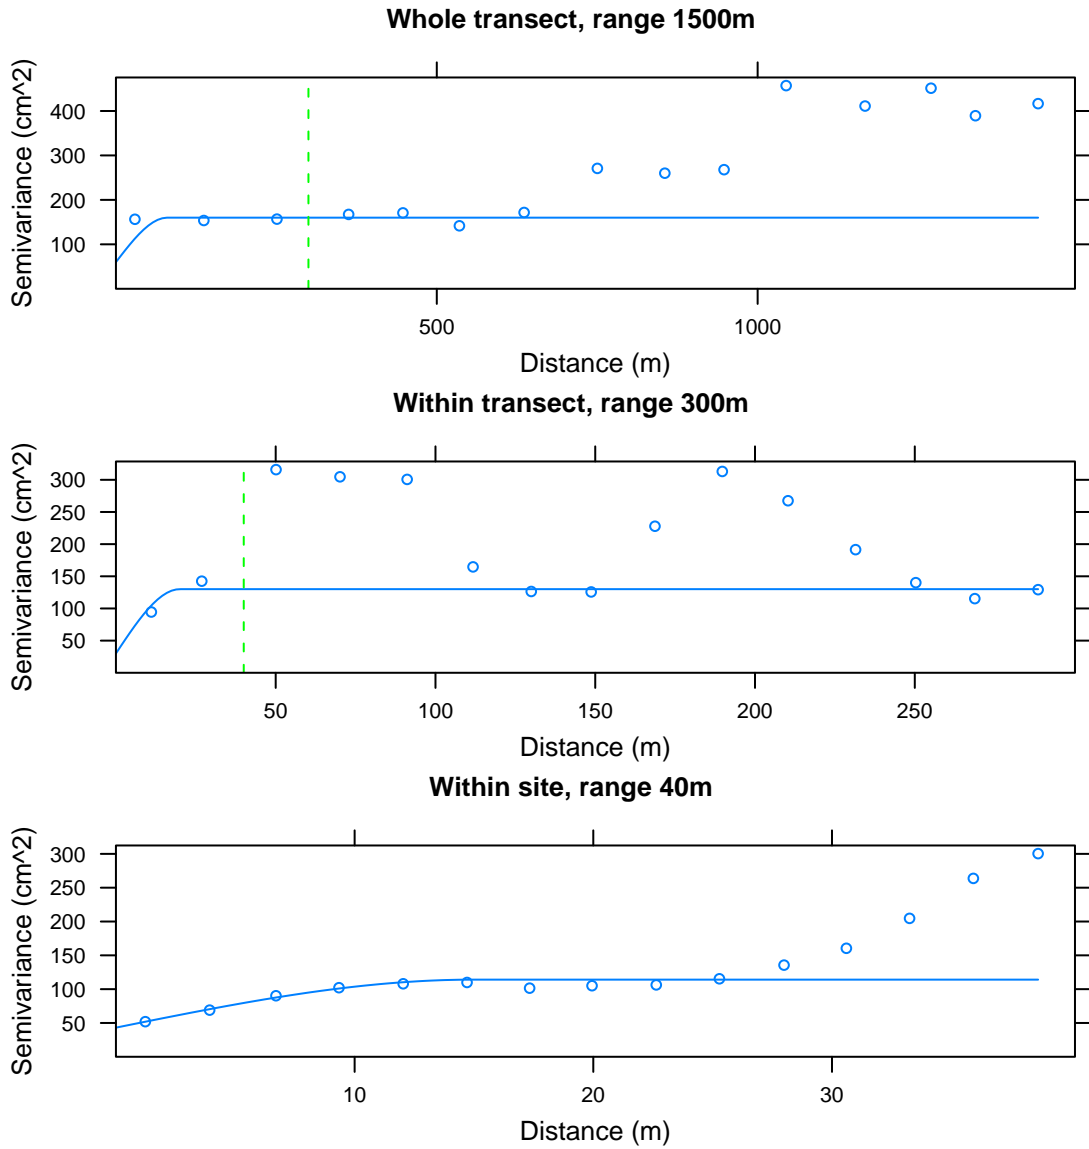 Whole transect, range 1500m
Semivariance (cm^2)
400
300
200
100
500 1000
Distance (m)
Within transect, range 300m
Semivariance (cm^2)
300
250
200
150
100
50
50 100 150 200 250
Distance (m)
Within site, range 40m
Semivariance (cm^2)
300
250
200
150
100
50
10 20 30
Distance (m)